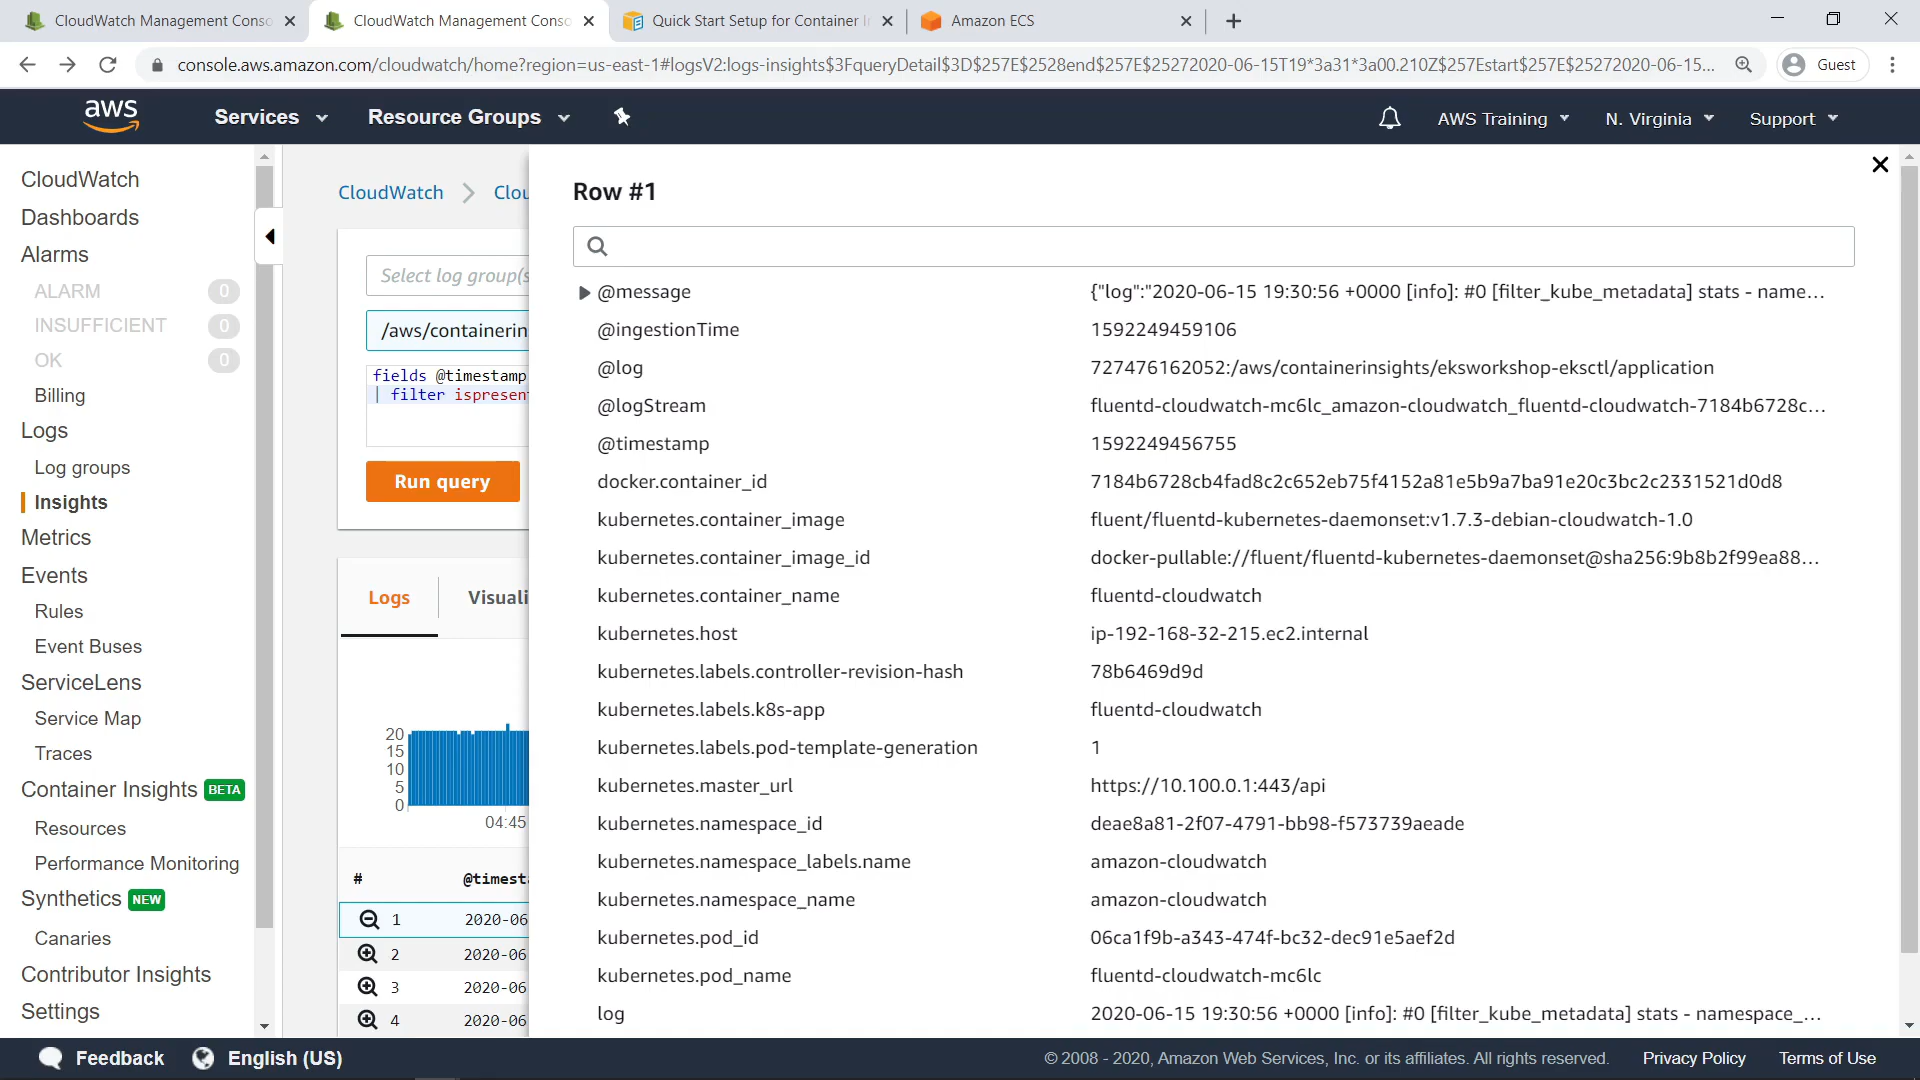 CloudWatch Management Conso
CloudWatch Management Conso
Quick Start Setup for Container In
Amazon ECS
console.aws.amazon.com/cloudwatch/home?region=us-east-1#logsV2:logs-insights$3FqueryDetail$3D$257E$2528end$257E$25272020-06-15T19*3a31*3a00.210Z$257Estart$257E$25272020-06-15...
Guest
aws
Services
Resource Groups
AWS Training
N. Virginia
Support
CloudWatch
Dashboards
Alarms
ALARM 0
INSUFFICIENT 0
OK 0
Billing
Logs
Log groups
Insights
Metrics
Events
Rules
Event Buses
ServiceLens
Service Map
Traces
Container Insights BETA
Resources
Performance Monitoring
Synthetics NEW
Canaries
Contributor Insights
Settings
CloudWatch
Clou
Select log group(s
/aws/containerin
fields @timestamp
| filter ispresen
Run query
Logs
Visuali
20
15
10
5
0
04:45
# @timesta
1 2020-06
2 2020-06
3 2020-06
4 2020-06
Row #1
@message {"log":"2020-06-15 19:30:56 +0000 [info]: #0 [filter_kube_metadata] stats - name...
@ingestionTime 1592249459106
@log 727476162052:/aws/containerinsights/eksworkshop-eksctl/application
@logStream fluentd-cloudwatch-mc6lc_amazon-cloudwatch_fluentd-cloudwatch-7184b6728c...
@timestamp 1592249456755
docker.container_id 7184b6728cb4fad8c2c652eb75f4152a81e5b9a7ba91e20c3bc2c2331521d0d8
kubernetes.container_image fluent/fluentd-kubernetes-daemonset:v1.7.3-debian-cloudwatch-1.0
kubernetes.container_image_id docker-pullable://fluent/fluentd-kubernetes-daemonset@sha256:9b8b2f99ea88...
kubernetes.container_name fluentd-cloudwatch
kubernetes.host ip-192-168-32-215.ec2.internal
kubernetes.labels.controller-revision-hash 78b6469d9d
kubernetes.labels.k8s-app fluentd-cloudwatch
kubernetes.labels.pod-template-generation 1
kubernetes.master_url https://10.100.0.1:443/api
kubernetes.namespace_id deae8a81-2f07-4791-bb98-f573739aeade
kubernetes.namespace_labels.name amazon-cloudwatch
kubernetes.namespace_name amazon-cloudwatch
kubernetes.pod_id 06ca1f9b-a343-474f-bc32-dec91e5aef2d
kubernetes.pod_name fluentd-cloudwatch-mc6lc
log 2020-06-15 19:30:56 +0000 [info]: #0 [filter_kube_metadata] stats - namespace_...
Feedback
English (US)
© 2008 - 2020, Amazon Web Services, Inc. or its affiliates. All rights reserved.
Privacy Policy
Terms of Use